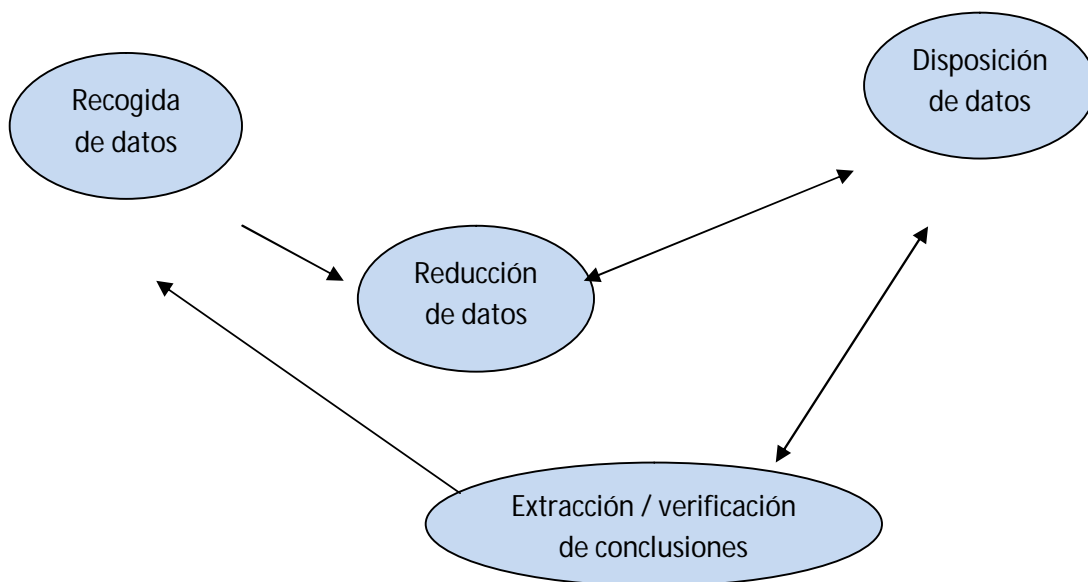 Recogida
de datos
Disposición
de datos
Reducción
de datos
Extracción / verificación
de conclusiones